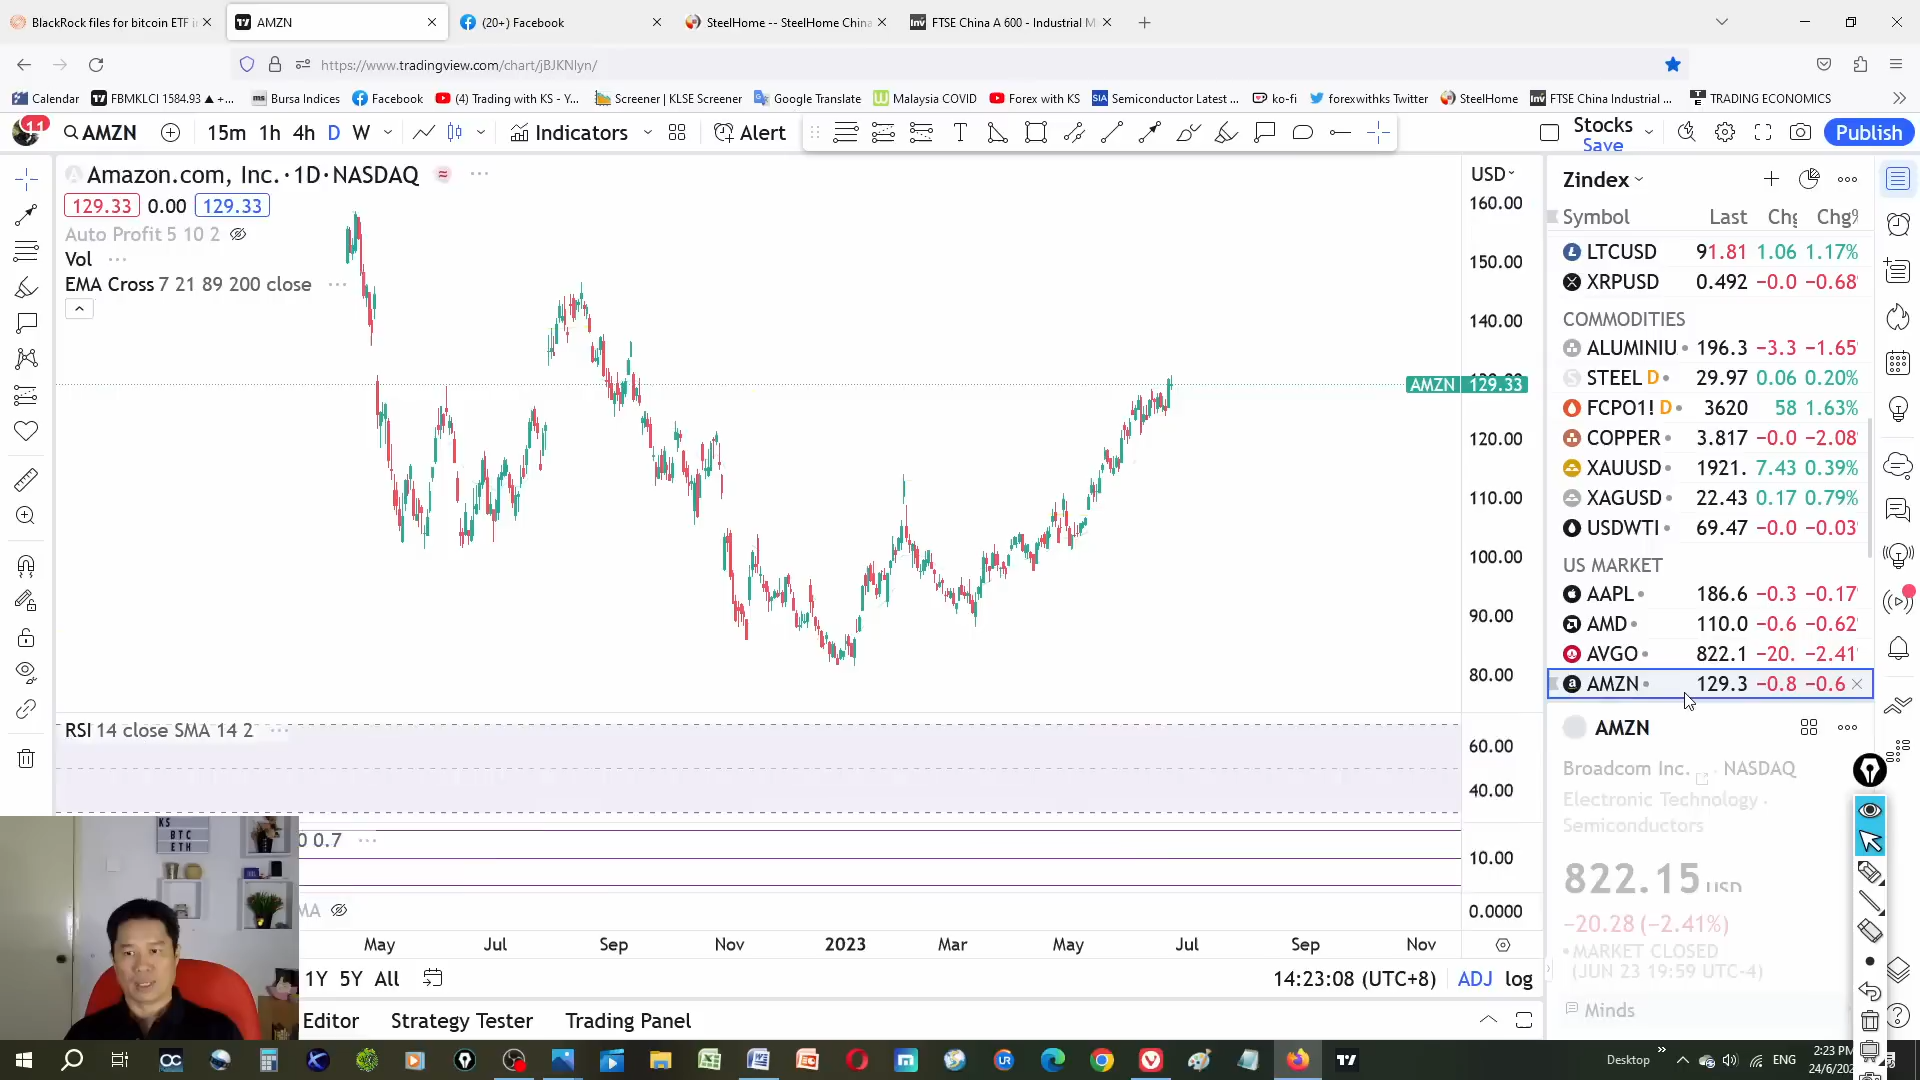 BlackRock files for bitcoin ETF i
AMZN
(20+) Facebook
SteelHome -- SteelHome China
FTSE China A 600 - Industrial M
https://www.tradingview.com/chart/jBJKNlyn/
Calendar
FBMKLCI 1584.93 ▲ +...
Bursa Indices
Facebook
(4) Trading with KS - Y...
Screener | KLSE Screener
Google Translate
Malaysia COVID
Forex with KS
Semiconductor Latest ...
ko-fi
forexwithks Twitter
SteelHome
FTSE China Industrial ...
TRADING ECONOMICS
11
AMZN
15m 1h 4h D W
Indicators
Alert
Stocks
Save
Publish
Amazon.com, Inc. · 1D · NASDAQ
129.33 0.00 129.33
Auto Profit 5 10 2
Vol
EMA Cross 7 21 89 200 close
USD
160.00
150.00
140.00
AMZN 129.33
120.00
110.00
100.00
90.00
80.00
RSI 14 close SMA 14 2
60.00
40.00
0 0.7
10.00
MA
0.0000
May Jul Sep Nov 2023 Mar May Jul Sep Nov
1Y 5Y All
14:23:08 (UTC+8) ADJ log
Editor Strategy Tester Trading Panel
Zindex
Symbol Last Chg Chg%
LTCUSD 91.81 1.06 1.17%
XRPUSD 0.492 −0.0 −0.68
COMMODITIES
ALUMINIU 196.3 −3.3 −1.65
STEEL D 29.97 0.06 0.20%
FCPO1! D 3620 58 1.63%
COPPER 3.817 −0.0 −2.08
XAUUSD 1921. 7.43 0.39%
XAGUSD 22.43 0.17 0.79%
USDWTI 69.47 −0.0 −0.03
US MARKET
AAPL 186.6 −0.3 −0.17
AMD 110.0 −0.6 −0.62
AVGO 822.1 −20. −2.41
AMZN 129.3 −0.8 −0.6
AMZN
Broadcom Inc. · NASDAQ
Electronic Technology ·
Semiconductors
822.15 USD
−20.28 (−2.41%)
MARKET CLOSED
(JUN 23 19:59 UTC-4)
Minds
KS
BTC
ETH
Desktop
ENG
2:23 PM
24/6/20